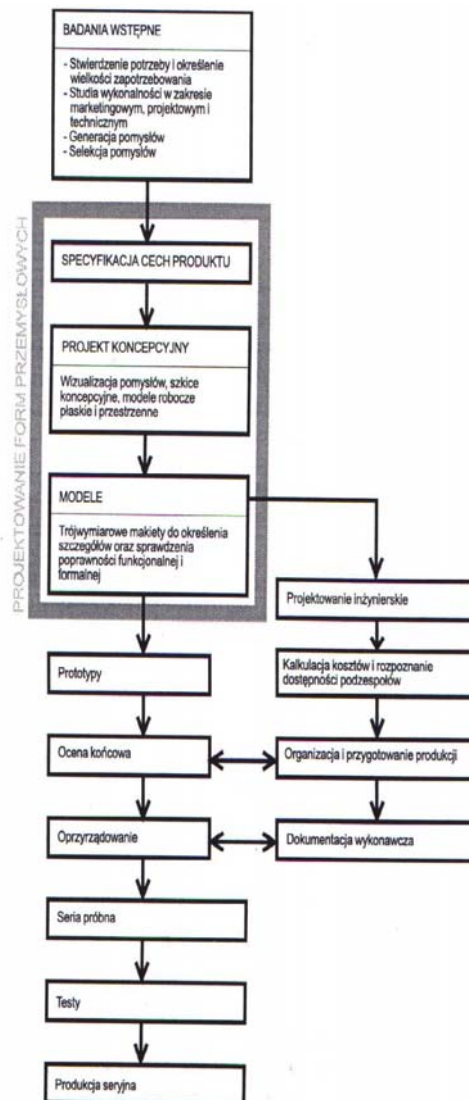 BADANIA WSTĘPNE
- Stwierdzenie potrzeby i określenie
wielkości zapotrzebowania
- Studia wykonalności w zakresie
marketingowym, projektowym i
technicznym
- Generacja pomysłów
- Selekcja pomysłów
PROJEKTOWANIE FORM PRZEMYSŁOWYCH
SPECYFIKACJA CECH PRODUKTU
PROJEKT KONCEPCYJNY
Wizualizacja pomysłów, szkice
koncepcyjne, modele robocze
płaskie i przestrzenne
MODELE
Trójwymiarowe makiety do określenia
szczegółów oraz sprawdzenia
poprawności funkcjonalnej i
formalnej
Projektowanie inżynierskie
Prototypy
Kalkulacja kosztów i rozpoznanie
dostępności podzespołów
Ocena końcowa
Organizacja i przygotowanie produkcji
Oprzyrządowanie
Dokumentacja wykonawcza
Seria próbna
Testy
Produkcja seryjna